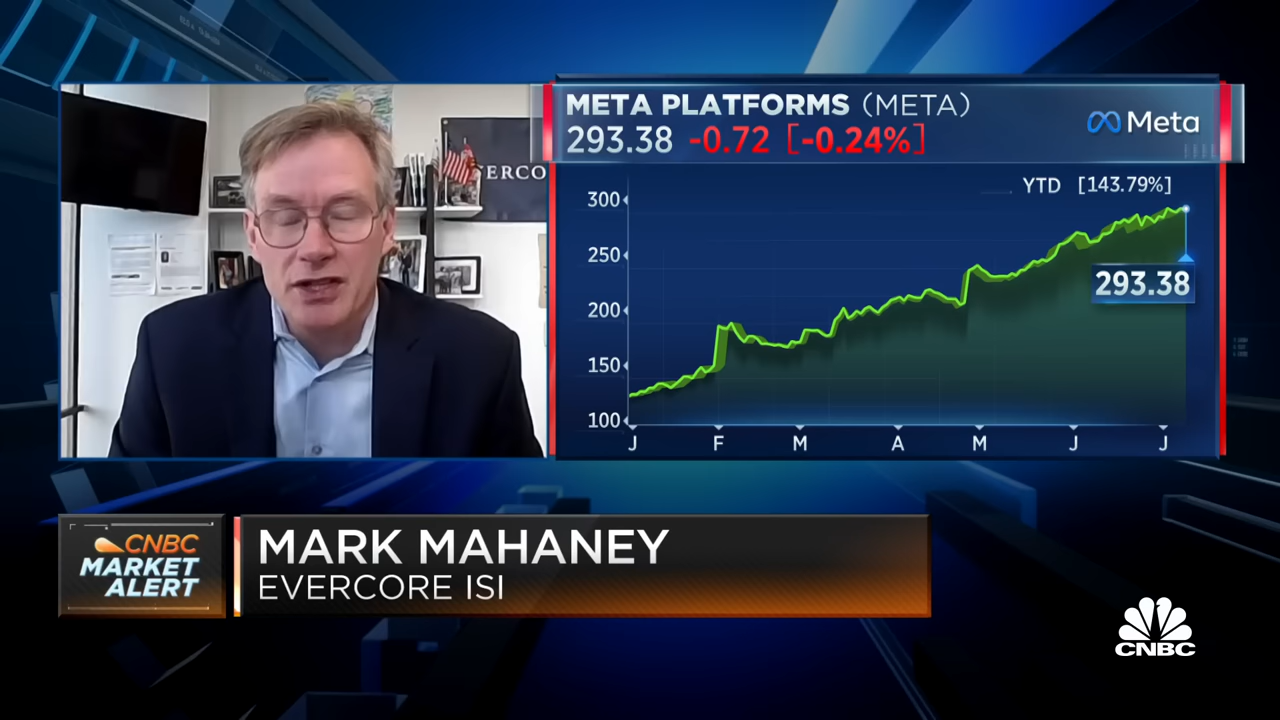 META PLATFORMS (META)
293.38 -0.72 [-0.24%]
Meta
YTD [143.79%]
300
250
200
150
100
293.38
J F M A M J J
ERCO
CNBC
MARKET
ALERT
MARK MAHANEY
EVERCORE ISI
CNBC